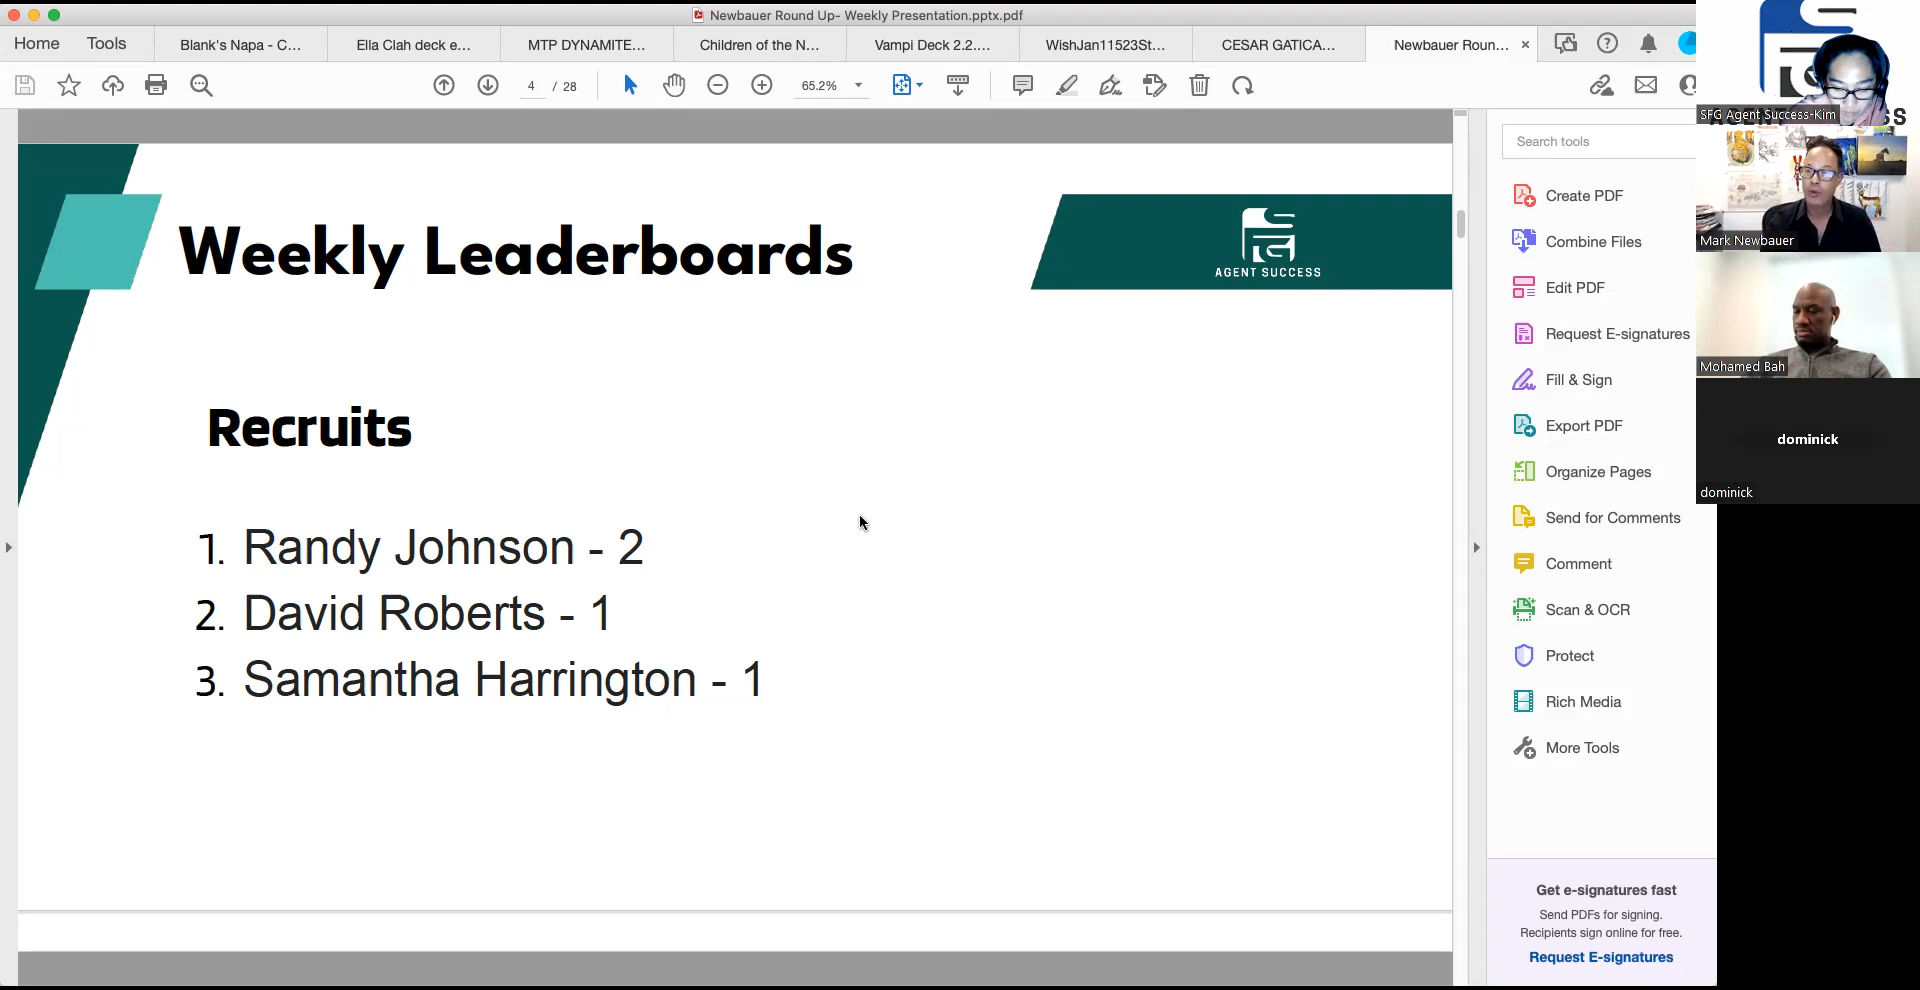 Newbauer Round Up- Weekly Presentation.pptx.pdf
Home
Tools
Blank's Napa - C...
Ella Clah deck e...
MTP DYNAMITE...
Children of the N...
Vampi Deck 2.2....
WishJan11523St...
CESAR GATICA...
Newbauer Roun...
4 / 28
65.2%
Weekly Leaderboards
AGENT SUCCESS
Recruits
1. Randy Johnson - 2
2. David Roberts - 1
3. Samantha Harrington - 1
Search tools
Create PDF
Combine Files
Edit PDF
Request E-signatures
Fill & Sign
Export PDF
Organize Pages
Send for Comments
Comment
Scan & OCR
Protect
Rich Media
More Tools
Get e-signatures fast
Send PDFs for signing.
Recipients sign online for free.
Request E-signatures
SFG Agent Success-Kim
Mark Newbauer
Mohamed Bah
dominick
dominick